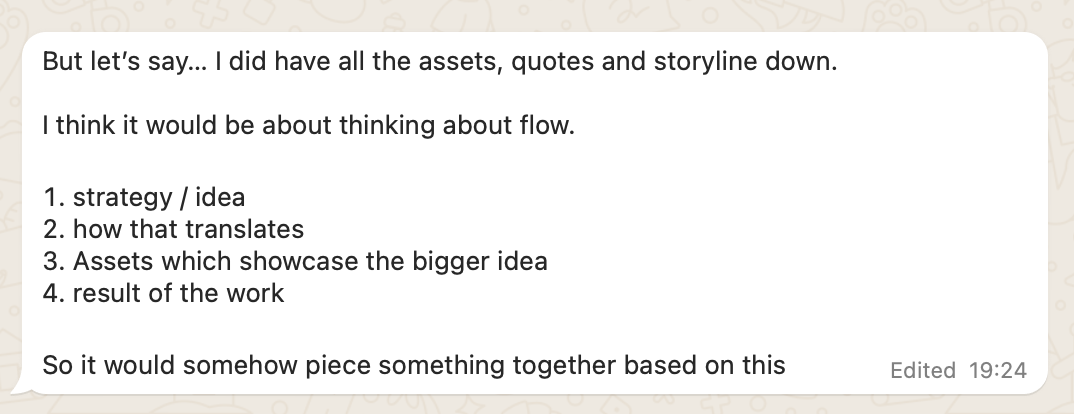 But let’s say... I did have all the assets, quotes and storyline down.
I think it would be about thinking about flow.
1. strategy / idea
2. how that translates
3. Assets which showcase the bigger idea
4. result of the work
So it would somehow piece something together based on this
Edited 19:24